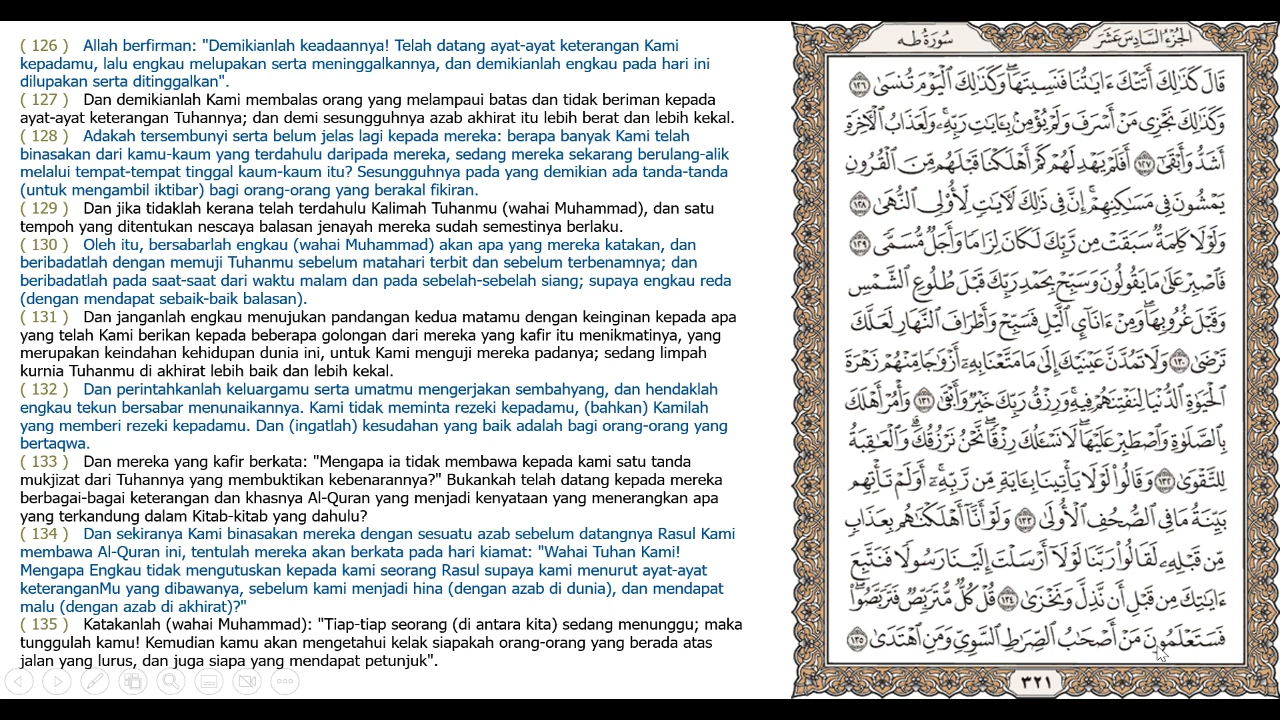 ( 126 ) Allah berfirman: "Demikianlah keadaannya! Telah datang ayat-ayat keterangan Kami
kepadamu, lalu engkau melupakan serta meninggalkannya, dan demikianlah engkau pada hari ini
dilupakan serta ditinggalkan".
( 127 ) Dan demikianlah Kami membalas orang yang melampaui batas dan tidak beriman kepada
ayat-ayat keterangan Tuhannya; dan demi sesungguhnya azab akhirat itu lebih berat dan lebih kekal.
( 128 ) Adakah tersembunyi serta belum jelas lagi kepada mereka: berapa banyak Kami telah
binasakan dari kamu-kaum yang terdahulu daripada mereka, sedang mereka sekarang berulang-alik
melalui tempat-tempat tinggal kaum-kaum itu? Sesungguhnya pada yang demikian ada tanda-tanda
(untuk mengambil iktibar) bagi orang-orang yang berakal fikiran.
( 129 ) Dan jika tidaklah kerana telah terdahulu Kalimah Tuhanmu (wahai Muhammad), dan satu
tempoh yang ditentukan nescaya balasan jenayah mereka sudah semestinya berlaku.
( 130 ) Oleh itu, bersabarlah engkau (wahai Muhammad) akan apa yang mereka katakan, dan
beribadatlah dengan memuji Tuhanmu sebelum matahari terbit dan sebelum terbenamnya; dan
beribadatlah pada saat-saat dari waktu malam dan pada sebelah-sebelah siang; supaya engkau reda
(dengan mendapat sebaik-baik balasan).
( 131 ) Dan janganlah engkau menujukan pandangan kedua matamu dengan keinginan kepada apa
yang telah Kami berikan kepada beberapa golongan dari mereka yang kafir itu menikmatinya, yang
merupakan keindahan kehidupan dunia ini, untuk Kami menguji mereka padanya; sedang limpah
kurnia Tuhanmu di akhirat lebih baik dan lebih kekal.
( 132 ) Dan perintahkanlah keluargamu serta umatmu mengerjakan sembahyang, dan hendaklah
engkau tekun bersabar menunaikannya. Kami tidak meminta rezeki kepadamu, (bahkan) Kamilah
yang memberi rezeki kepadamu. Dan (ingatlah) kesudahan yang baik adalah bagi orang-orang yang
bertaqwa.
( 133 ) Dan mereka yang kafir berkata: "Mengapa ia tidak membawa kepada kami satu tanda
mukjizat dari Tuhannya yang membuktikan kebenarannya?" Bukankah telah datang kepada mereka
berbagai-bagai keterangan dan khasnya Al-Quran yang menjadi kenyataan yang menerangkan apa
yang terkandung dalam Kitab-kitab yang dahulu?
( 134 ) Dan sekiranya Kami binasakan mereka dengan sesuatu azab sebelum datangnya Rasul Kami
membawa Al-Quran ini, tentulah mereka akan berkata pada hari kiamat: "Wahai Tuhan Kami!
Mengapa Engkau tidak mengutuskan kepada kami seorang Rasul supaya kami menurut ayat-ayat
keteranganMu yang dibawanya, sebelum kami menjadi hina (dengan azab di dunia), dan mendapat
malu (dengan azab di akhirat)?"
( 135 ) Katakanlah (wahai Muhammad): "Tiap-tiap seorang (di antara kita) sedang menunggu; maka
tunggulah kamu! Kemudian kamu akan mengetahui kelak siapakah orang-orang yang berada atas
jalan yang lurus, dan juga siapa yang mendapat petunjuk".
الجزء السادس عشر
سورة طه
قَالَ كَذَٰلِكَ أَتَتْكَ ءَايَٰتُنَا فَنَسِيتَهَا ۖ وَكَذَٰلِكَ ٱلْيَوْمَ تُنسَىٰ ١٢٦
وَكَذَٰلِكَ نَجْزِى مَنْ أَسْرَفَ وَلَمْ يُؤْمِنۢ بِـَٔايَٰتِ رَبِّهِۦ ۚ وَلَعَذَابُ ٱلْءَاخِرَةِ
أَشَدُّ وَأَبْقَىٰٓ ١٢٧ أَفَلَمْ يَهْدِ لَهُمْ كَمْ أَهْلَكْنَا قَبْلَهُم مِّنَ ٱلْقُرُونِ
يَمْشُونَ فِى مَسَٰكِنِهِمْ ۗ إِنَّ فِى ذَٰلِكَ لَءَايَٰتٍ لِّأُو۟لِى ٱلنُّهَىٰ ١٢٨
وَلَوْلَا كَلِمَةٌ سَبَقَتْ مِن رَّبِّكَ لَكَانَ لِزَامًا وَأَجَلٌ مُّسَمًّى ١٢٩
فَٱصْبِرْ عَلَىٰ مَا يَقُولُونَ وَسَبِّحْ بِحَمْدِ رَبِّكَ قَبْلَ طُلُوعِ ٱلشَّمْسِ
وَقَبْلَ غُرُوبِهَا ۖ وَمِنْ ءَانَآئِ ٱلَّيْلِ فَسَبِّحْ وَأَطْرَافَ ٱلنَّهَارِ لَعَلَّكَ
تَرْضَىٰ ١٣٠ وَلَا تَمُدَّنَّ عَيْنَيْكَ إِلَىٰ مَا مَتَّعْنَا بِهِۦٓ أَزْوَٰجًا مِّنْهُمْ زَهْرَةَ
ٱلْحَيَوٰةِ ٱلدُّنْيَا لِنَفْتِنَهُمْ فِيهِ ۚ وَرِزْقُ رَبِّكَ خَيْرٌ وَأَبْقَىٰ ١٣١ وَأْمُرْ أَهْلَكَ
بِٱلصَّلَوٰةِ وَٱصْطَبِرْ عَلَيْهَا ۖ لَا نَسْـَٔلُكَ رِزْقًا ۖ نَّحْنُ نَرْزُقُكَ ۗ وَٱلْعَٰقِبَةُ
لِلتَّقْوَىٰ ١٣٢ وَقَالُوا۟ لَوْلَا يَأْتِينَا بِـَٔايَةٍ مِّن رَّبِّهِۦٓ ۚ أَوَلَمْ تَأْتِهِم
بَيِّنَةُ مَا فِى ٱلصُّحُفِ ٱلْأُولَىٰ ١٣٣ وَلَوْ أَنَّآ أَهْلَكْنَٰهُم بِعَذَابٍ
مِّن قَبْلِهِۦ لَقَالُوا۟ رَبَّنَا لَوْلَآ أَرْسَلْتَ إِلَيْنَا رَسُولًا فَنَتَّبِعَ
ءَايَٰتِكَ مِن قَبْلِ أَن نَّذِلَّ وَنَخْزَىٰ ١٣٤ قُلْ كُلٌّ مُّتَرَبِّصٌ فَتَرَبَّصُوا۟ ۖ
فَسَتَعْلَمُونَ مَنْ أَصْحَٰبُ ٱلصِّرَٰطِ ٱلسَّوِىِّ وَمَنِ ٱهْتَدَىٰ ١٣٥
٣٢١